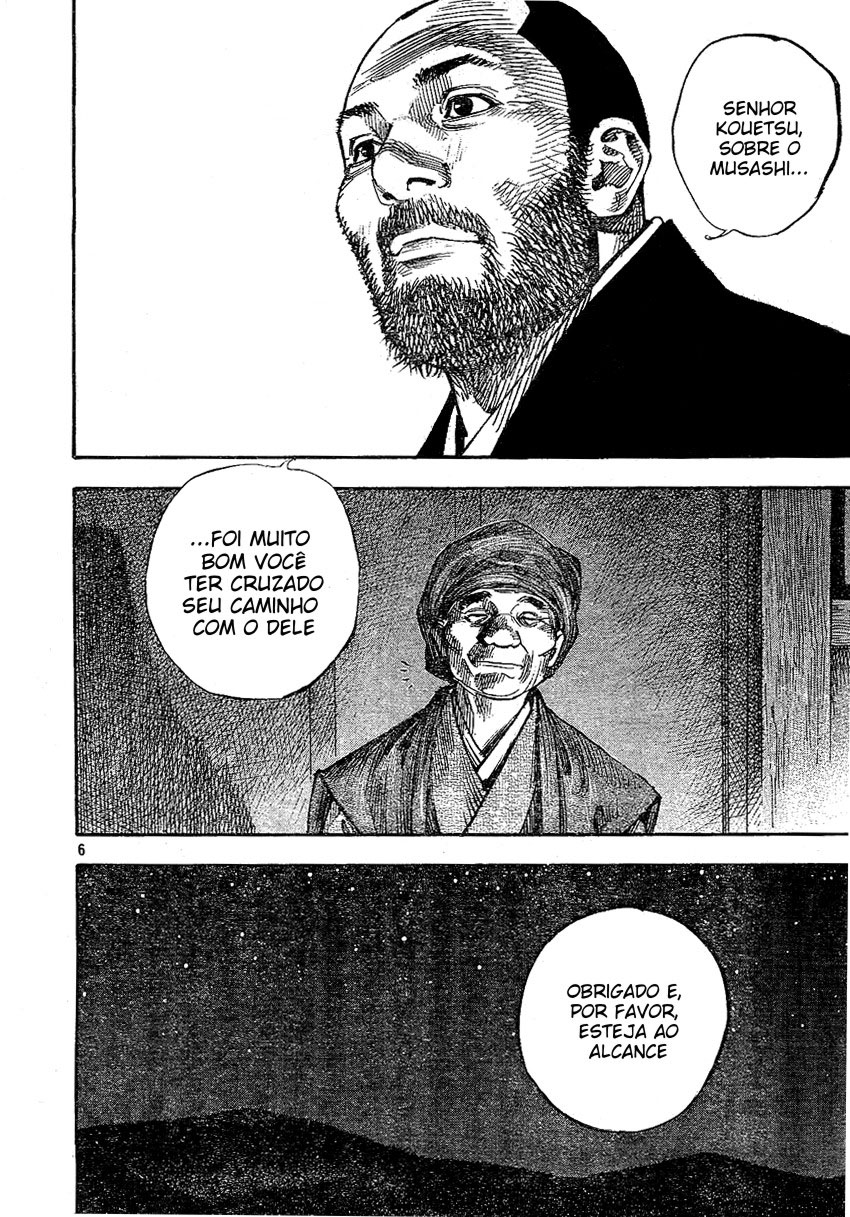 SENHOR
KOUETSU,
SOBRE O
MUSASHI...
...FOI MUITO
BOM VOCÊ
TER CRUZADO
SEU CAMINHO
COM O DELE
6
OBRIGADO E,
POR FAVOR,
ESTEJA AO
ALCANCE